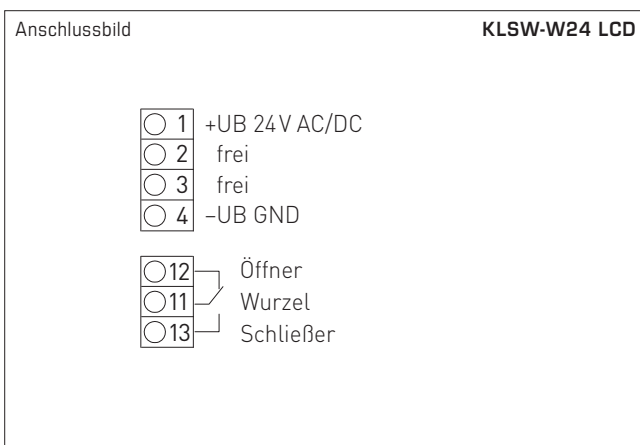 Anschlussbild KLSW-W24 LCD
1 +UB 24 V AC/DC
2 frei
3 frei
4 –UB GND
12 Öffner
11 Wurzel
13 Schließer